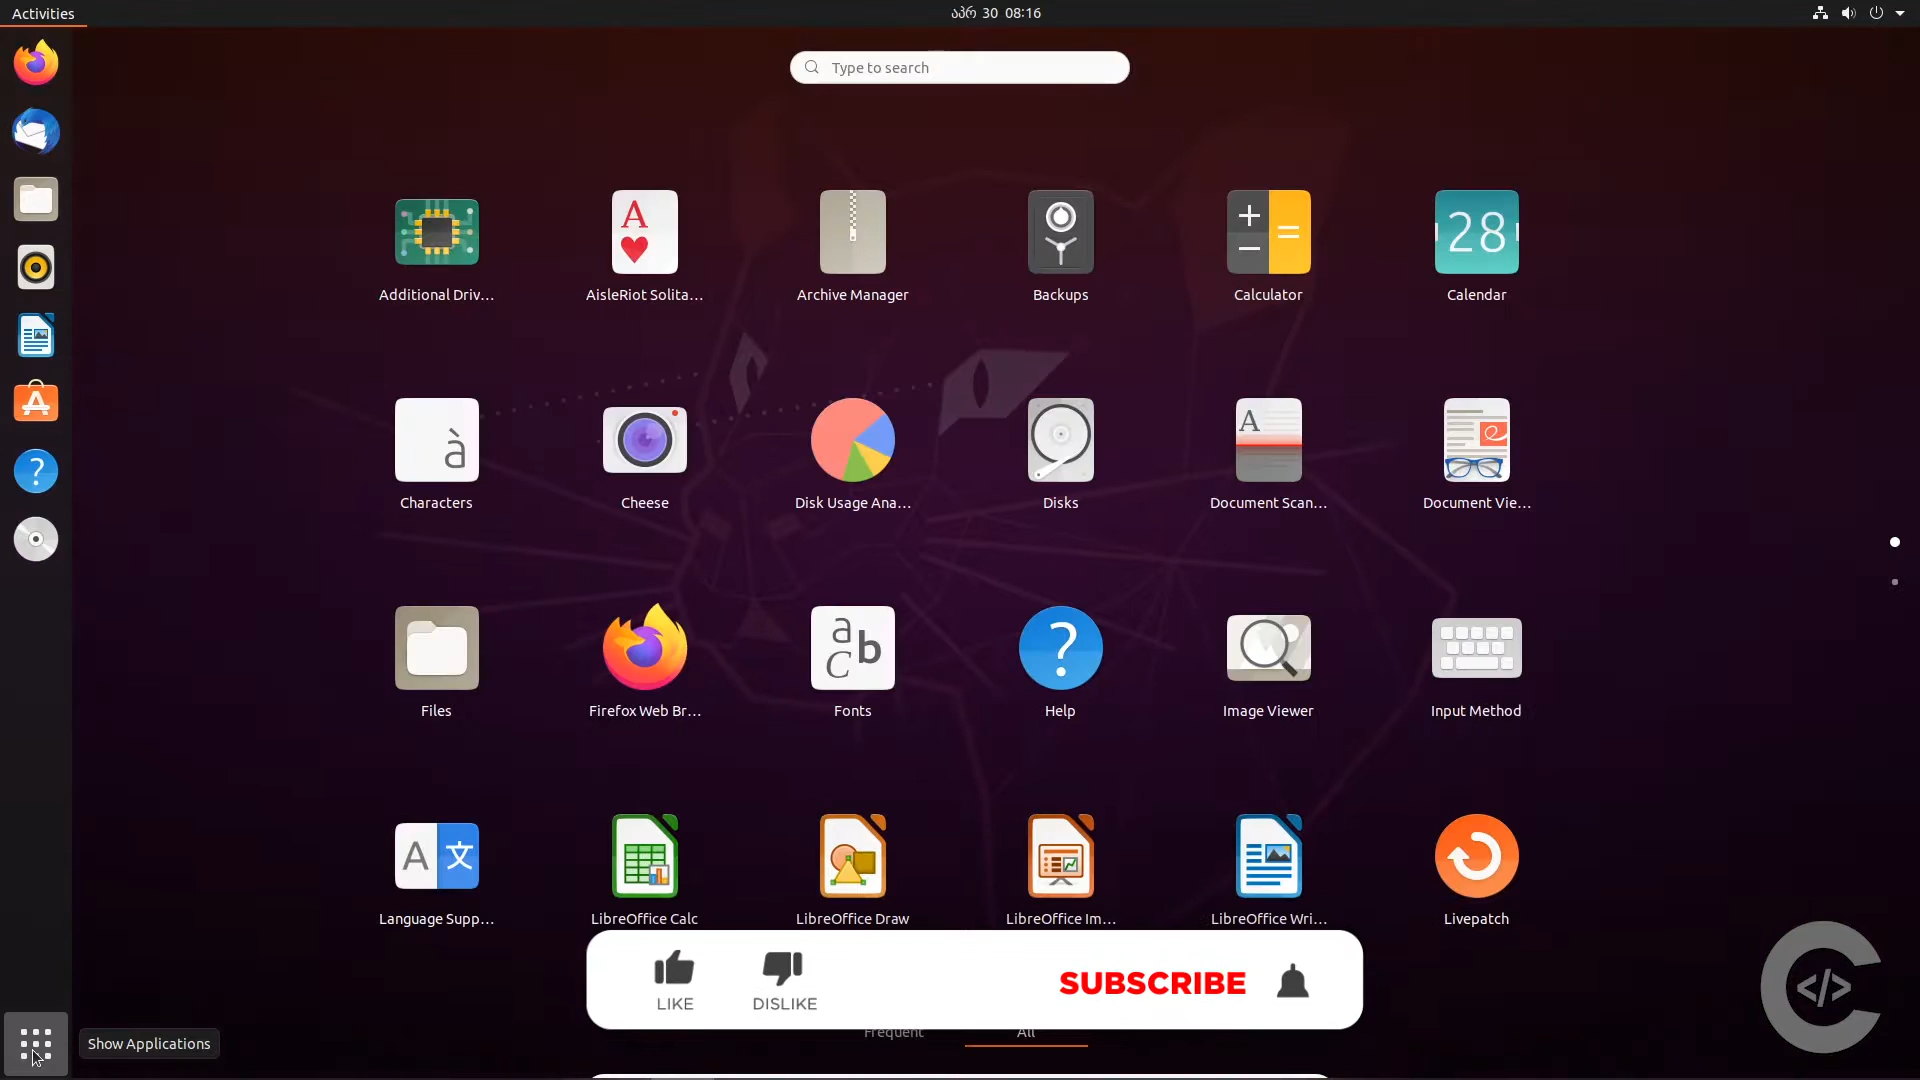 Activities
აპრ 30 08:16
Type to search
Additional Driv...
AisleRiot Solita...
Archive Manager
Backups
Calculator
Calendar
28
Characters
Cheese
Disk Usage Ana...
Disks
Document Scan...
Document Vie...
Files
Firefox Web Br...
Fonts
Help
Image Viewer
Input Method
Language Supp...
LibreOffice Calc
LibreOffice Draw
LibreOffice Im...
LibreOffice Wri...
Livepatch
LIKE
DISLIKE
SUBSCRIBE
Frequent
All
Show Applications